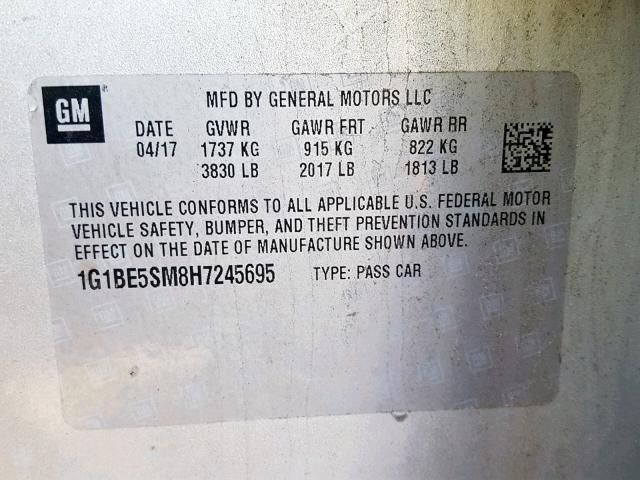 GM
MFD BY GENERAL MOTORS LLC
DATE GVWR GAWR FRT GAWR RR
04/17 1737 KG 915 KG 822 KG
3830 LB 2017 LB 1813 LB
THIS VEHICLE CONFORMS TO ALL APPLICABLE U.S. FEDERAL MOTOR
VEHICLE SAFETY, BUMPER, AND THEFT PREVENTION STANDARDS IN
EFFECT ON THE DATE OF MANUFACTURE SHOWN ABOVE.
1G1BE5SM8H7245695 TYPE: PASS CAR